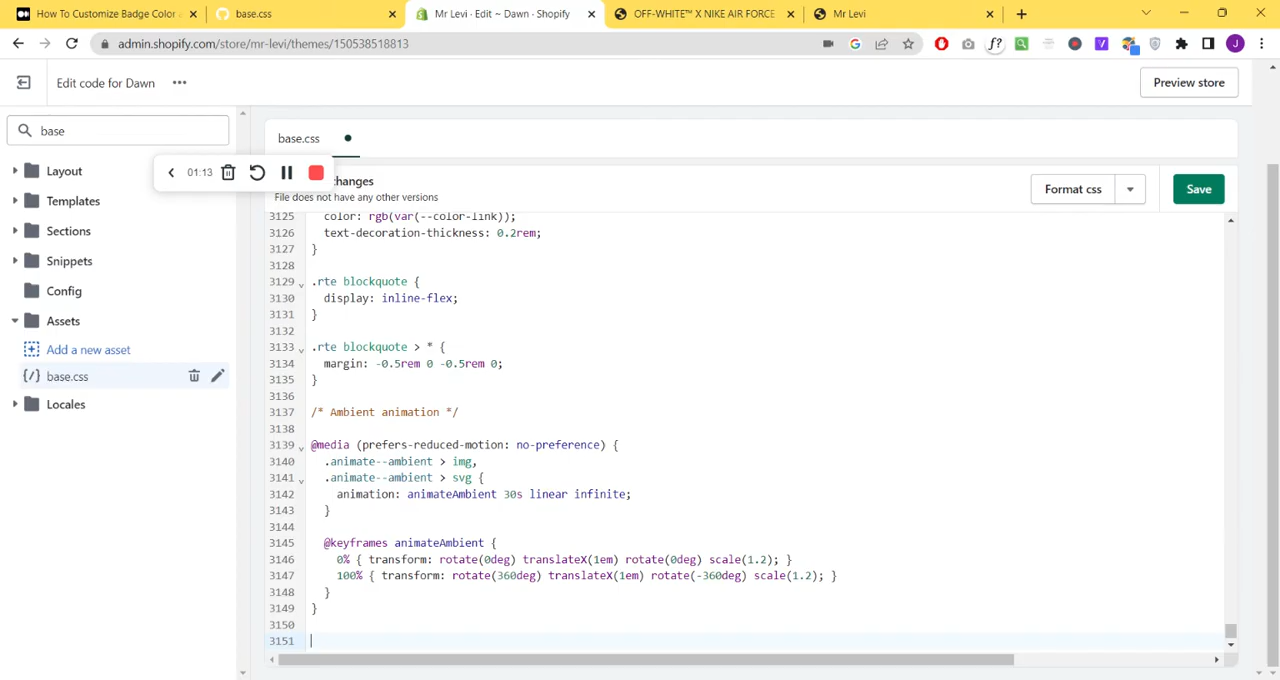 How To Customize Badge Color
base.css
Mr Levi · Edit ~ Dawn · Shopify
OFF-WHITE™ X NIKE AIR FORCE
Mr Levi
admin.shopify.com/store/mr-levi/themes/150538518813
Edit code for Dawn
Preview store
base
base.css
01:13
Layout
Templates
Sections
Snippets
Config
Assets
Add a new asset
{/} base.css
Locales
changes
File does not have any other versions
Format css
Save
3125 color: rgb(var(--color-link));
3126 text-decoration-thickness: 0.2rem;
3127 }
3128
3129 .rte blockquote {
3130 display: inline-flex;
3131 }
3132
3133 .rte blockquote > * {
3134 margin: -0.5rem 0 -0.5rem 0;
3135 }
3136
3137 /* Ambient animation */
3138
3139 @media (prefers-reduced-motion: no-preference) {
3140 .animate--ambient > img,
3141 .animate--ambient > svg {
3142 animation: animateAmbient 30s linear infinite;
3143 }
3144
3145 @keyframes animateAmbient {
3146 0% { transform: rotate(0deg) translateX(1em) rotate(0deg) scale(1.2); }
3147 100% { transform: rotate(360deg) translateX(1em) rotate(-360deg) scale(1.2); }
3148 }
3149 }
3150
3151